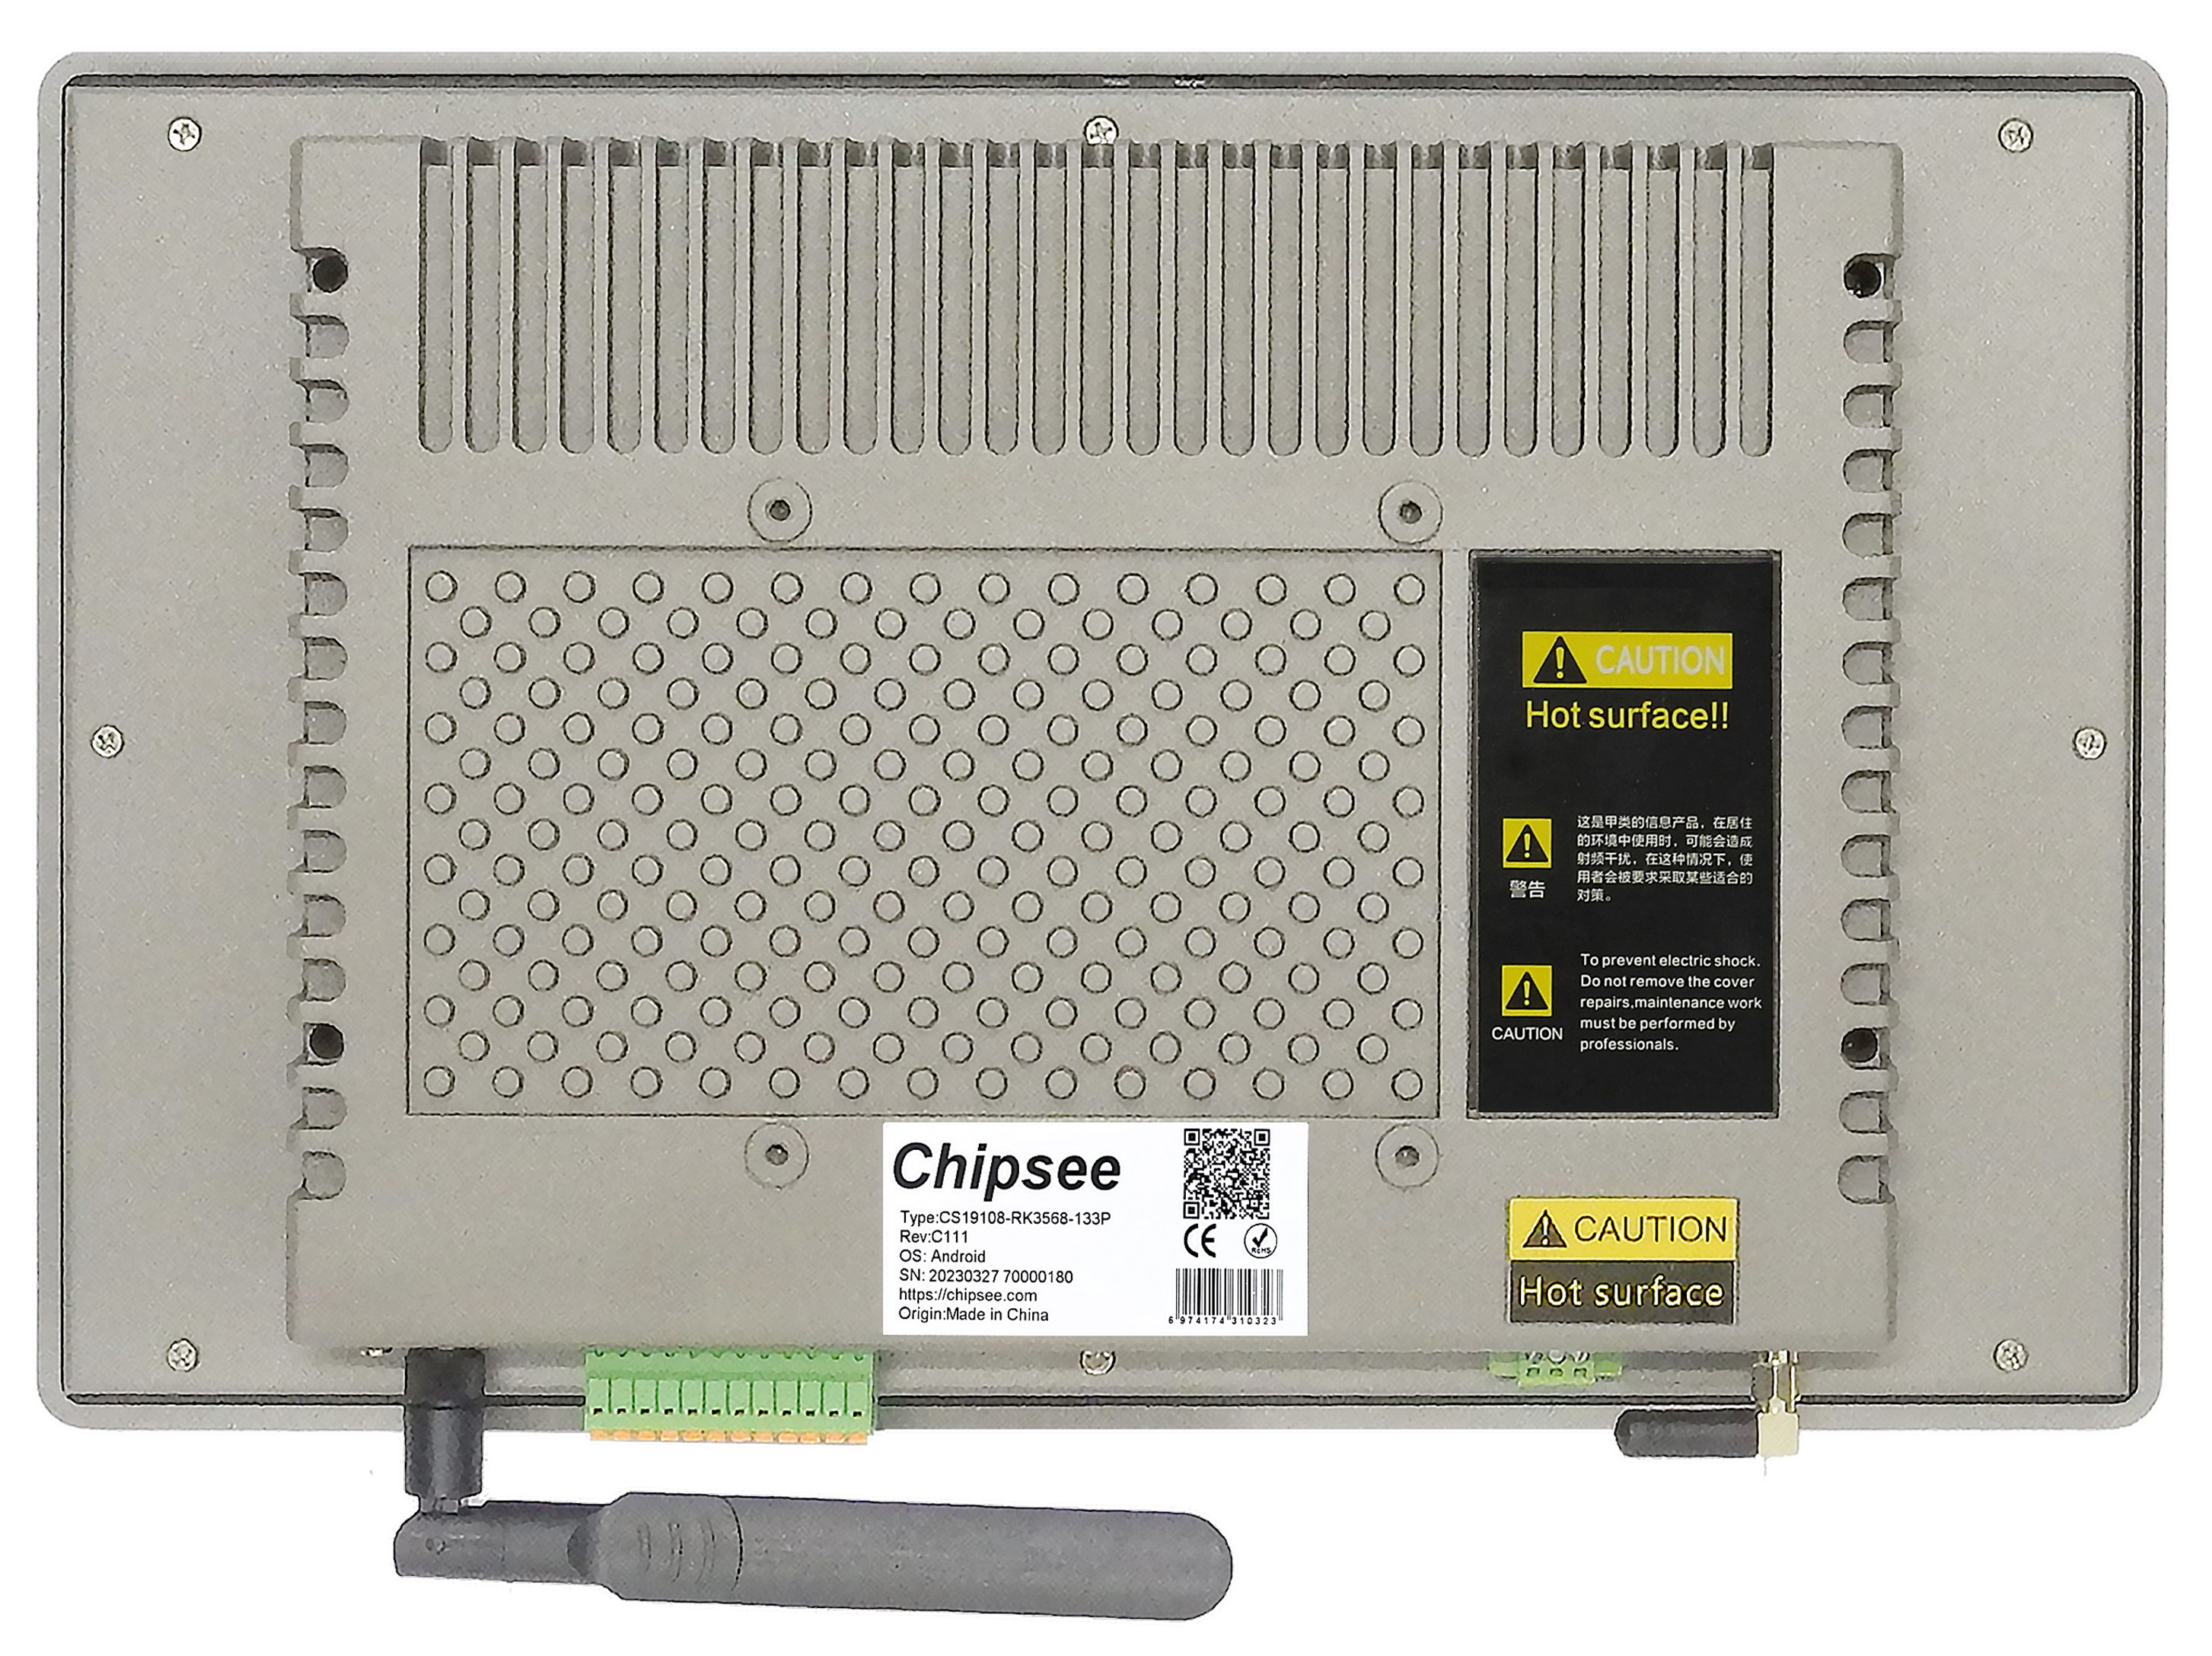 CAUTION
Hot surface!!
这是甲类的信息产品，在居住
的环境中使用时，可能会造成
射频干扰，在这种情况下，使
用者会被要求采取某些适合的
对策。
警告
To prevent electric shock.
Do not remove the cover
repairs,maintenance work
must be performed by
professionals.
CAUTION
Chipsee
Type:CS19108-RK3568-133P
Rev:C111
OS: Android
SN: 20230327 70000180
https://chipsee.com
Origin:Made in China
CE
RoHS
6 974174 310323
CAUTION
Hot surface